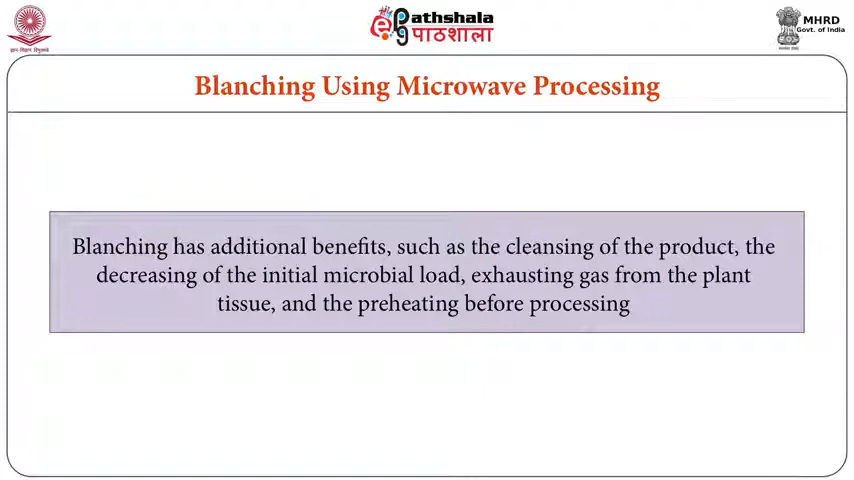 ePathshala
पाठशाला
MHRD
Govt. of India
Blanching Using Microwave Processing
Blanching has additional benefits, such as the cleansing of the product, the
decreasing of the initial microbial load, exhausting gas from the plant
tissue, and the preheating before processing